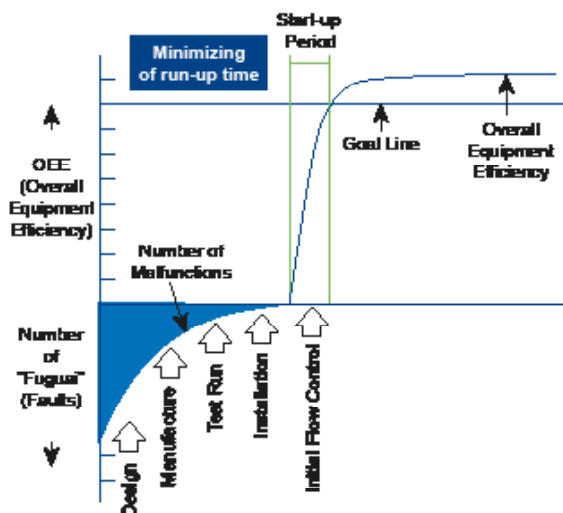 Start-up
Period
Minimizing
of run-up time
Goal Line
Overall
Equipment
Efficiency
OEE
(Overall
Equipment
Efficiency)
Number of
Malfunctions
Number
of
"Fuguai"
(Faults)
Design
Manufacture
Test Run
Installation
Initial Flow Control